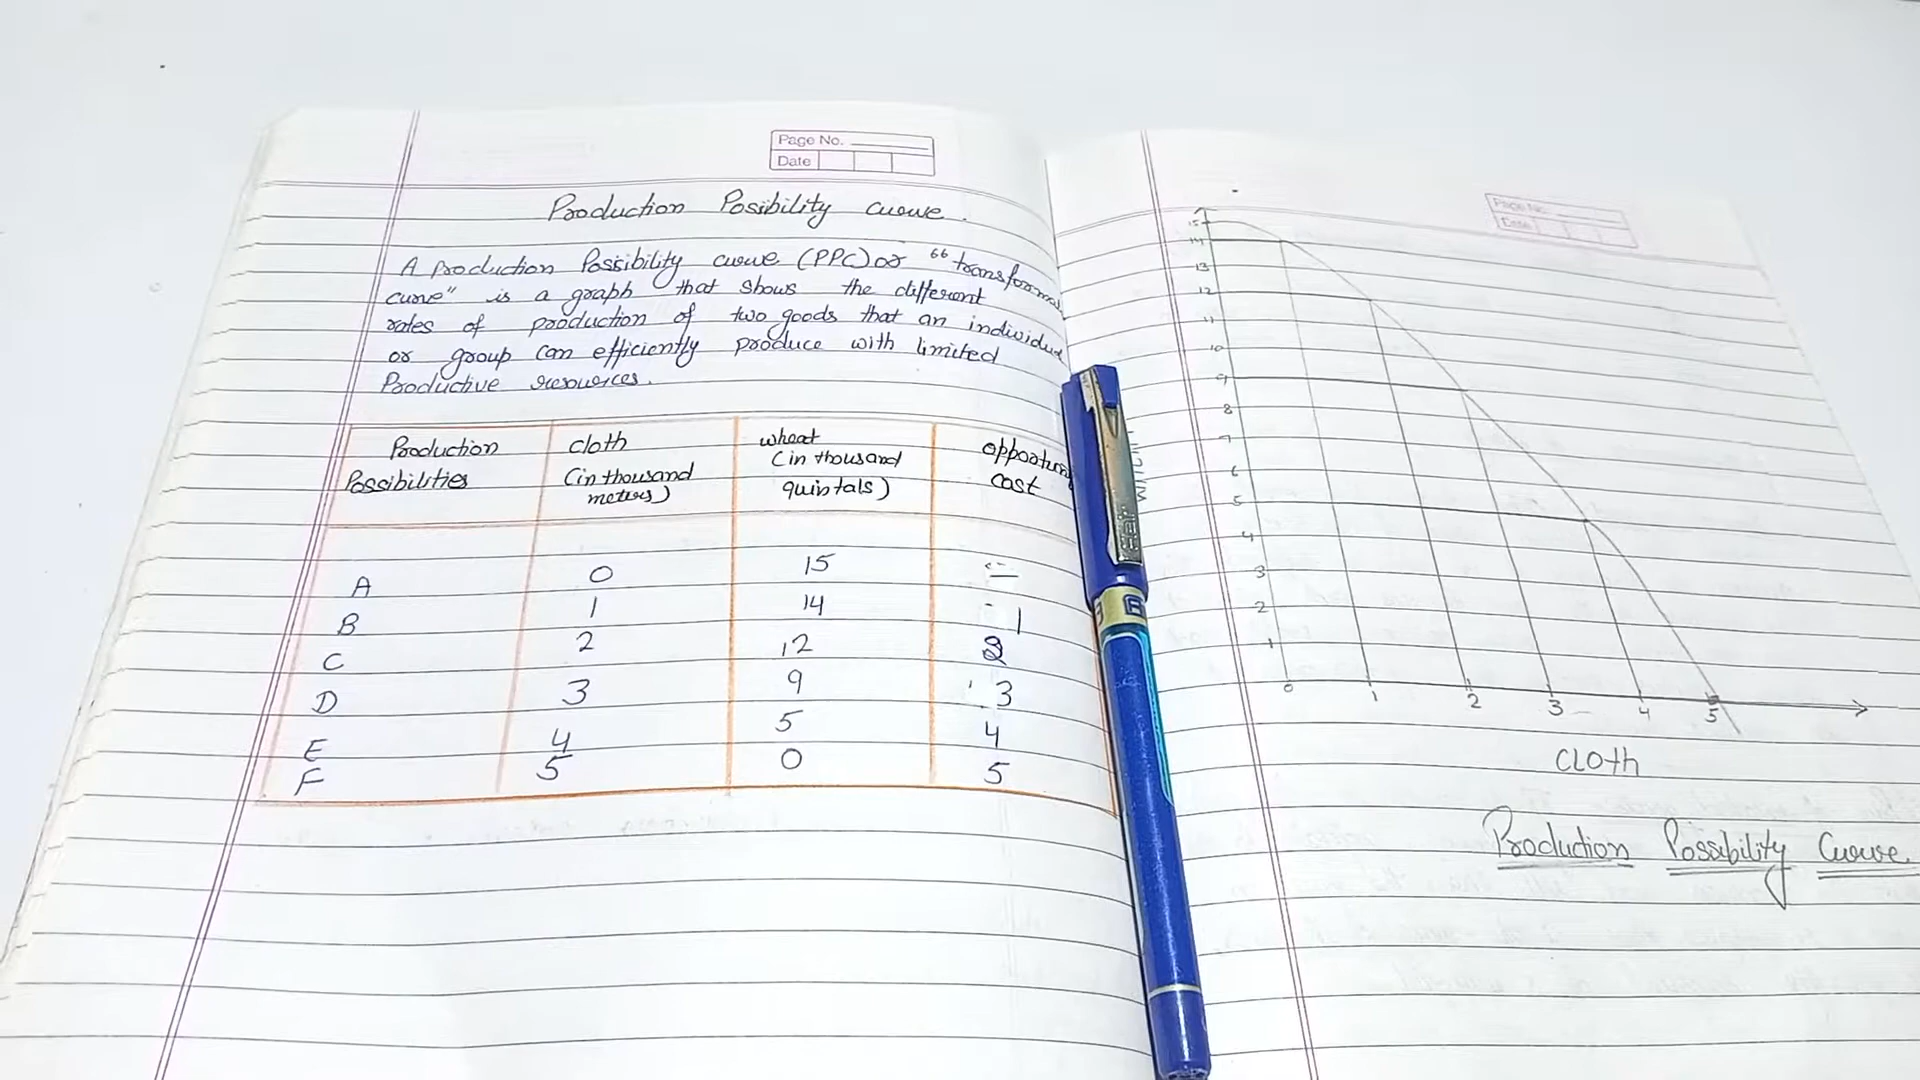 Page No.
Date
Production Possibility curve.
A Production Possibility curve (PPC) or "transforma
curve" is a graph that shows the different
rates of production of two goods that an individual
or group can efficiently produce with limited
Productive resources.
Production Possibilities | cloth (in thousand meters) | wheat (in thousand quintals) | cost
A 0 15 =
B 1 14 1
C 2 12 2
D 3 9 3
E 4 5 4
F 5 0 5
Page No.
Date
15
14
13
12
11
10
9
8
7
6
5
4
3
2
1
0 1 2 3 4 5
CLOTH
Production Possibility Curve